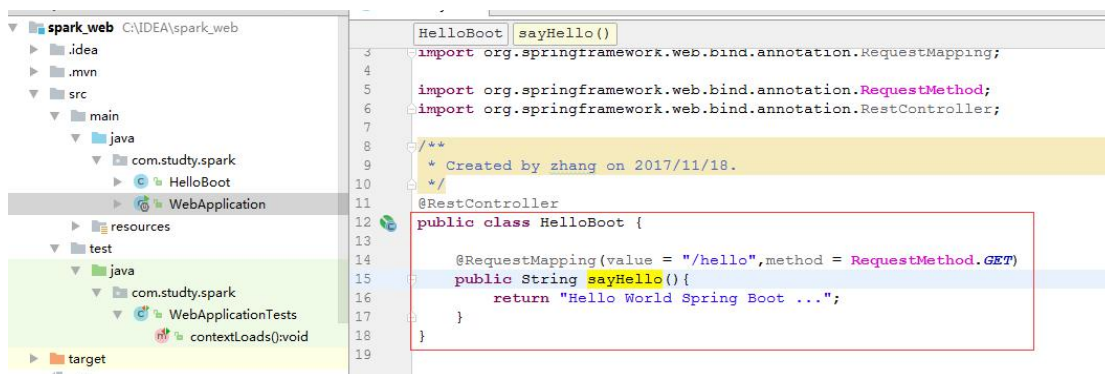 spark_web C:\IDEA\spark_web
.idea
.mvn
src
main
java
com.studty.spark
HelloBoot
WebApplication
resources
test
java
com.studty.spark
WebApplicationTests
contextLoads():void
target
HelloBoot sayHello()
3 import org.springframework.web.bind.annotation.RequestMapping;
4
5 import org.springframework.web.bind.annotation.RequestMethod;
6 import org.springframework.web.bind.annotation.RestController;
7
8 /**
9 * Created by zhang on 2017/11/18.
10 */
11 @RestController
12 public class HelloBoot {
13
14 @RequestMapping(value = "/hello",method = RequestMethod.GET)
15 public String sayHello(){
16 return "Hello World Spring Boot ...";
17 }
18 }
19